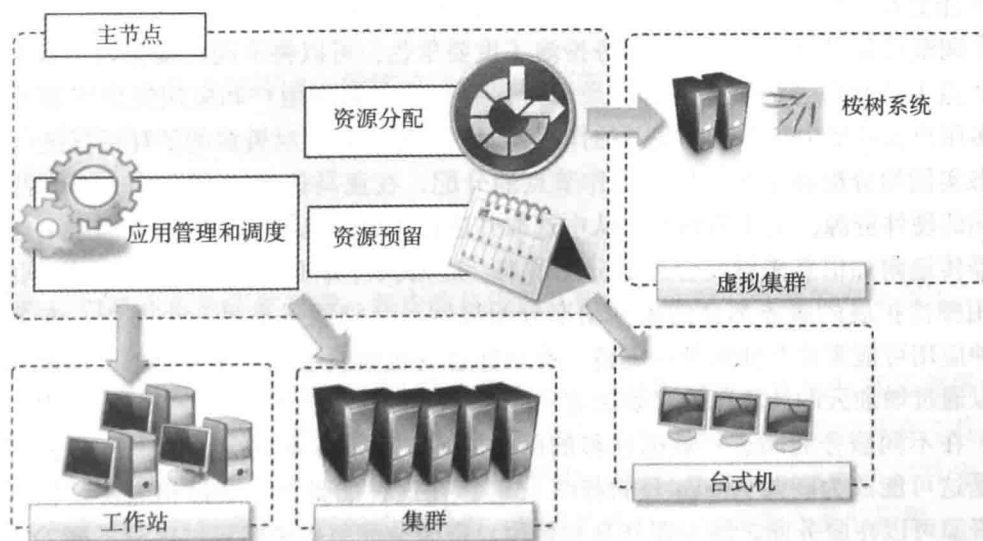 主节点
资源分配
桉树系统
应用管理和调度
资源预留
虚拟集群
台式机
工作站
集群